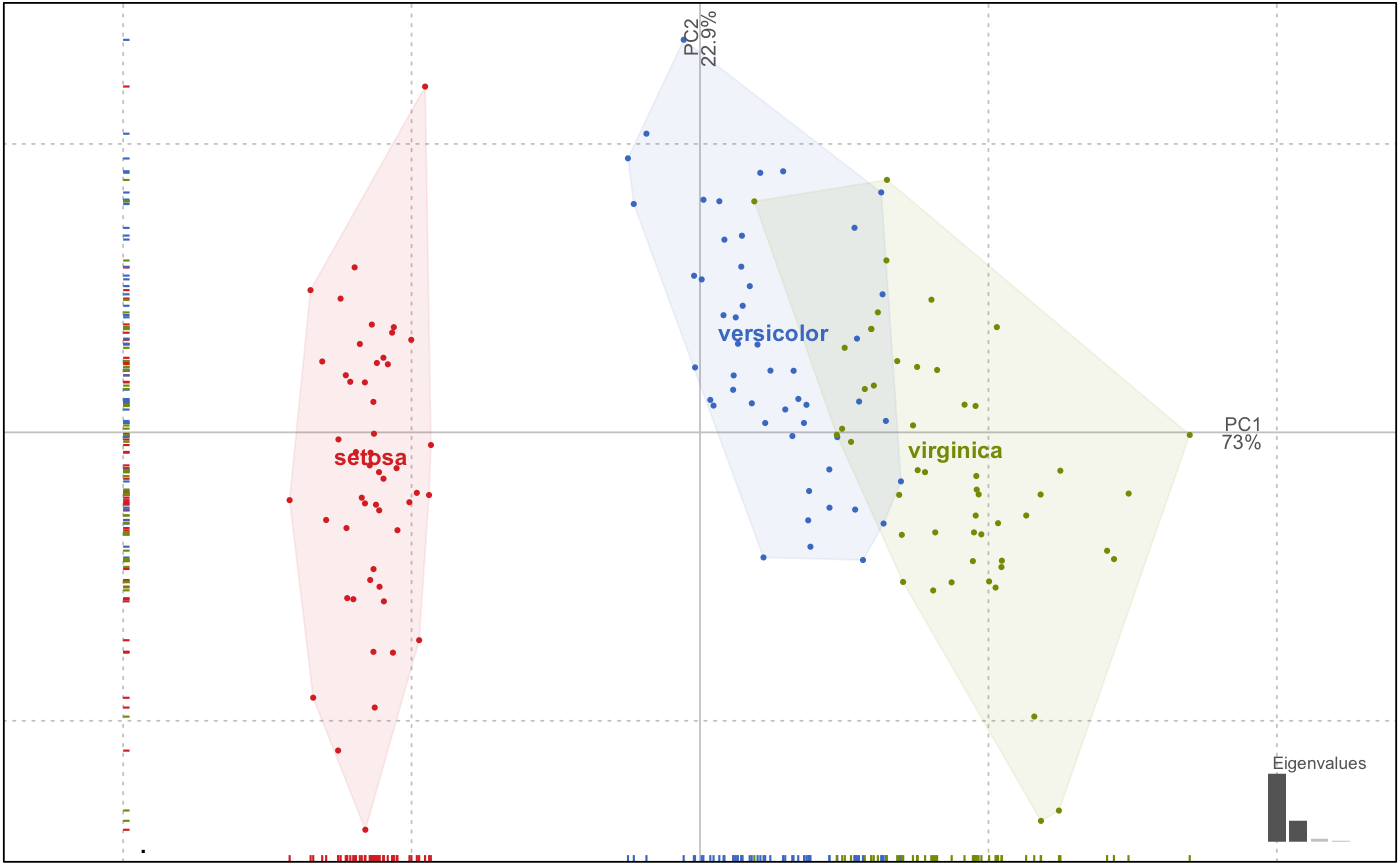 PC2
22.9%
versicolor
PC1
73%
setosa
virginica
Eigenvalues